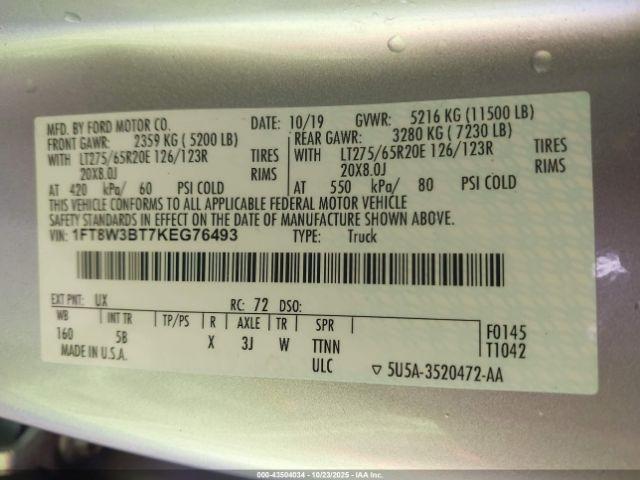 MFD. BY FORD MOTOR CO.
DATE: 10/19 GVWR: 5216 KG (11500 LB)
FRONT GAWR: 2359 KG (5200 LB)
REAR GAWR: 3280 KG (7230 LB)
WITH LT275/65R20E 126/123R TIRES
WITH LT275/65R20E 126/123R TIRES
20X8.0J RIMS
20X8.0J RIMS
AT 420 kPa/ 60 PSI COLD
AT 550 kPa/ 80 PSI COLD
THIS VEHICLE CONFORMS TO ALL APPLICABLE FEDERAL MOTOR VEHICLE
SAFETY STANDARDS IN EFFECT ON THE DATE OF MANUFACTURE SHOWN ABOVE.
VIN: 1FT8W3BT7KEG76493 TYPE: Truck
EXT PNT: UX RC: 72 DSO:
WB INT TR TP/PS R AXLE TR SPR
160 5B X 3J W TTNN
F0145
T1042
MADE IN U.S.A. ULC
5U5A-3520472-AA
000-43504034 - 10/23/2025 - IAA Inc.